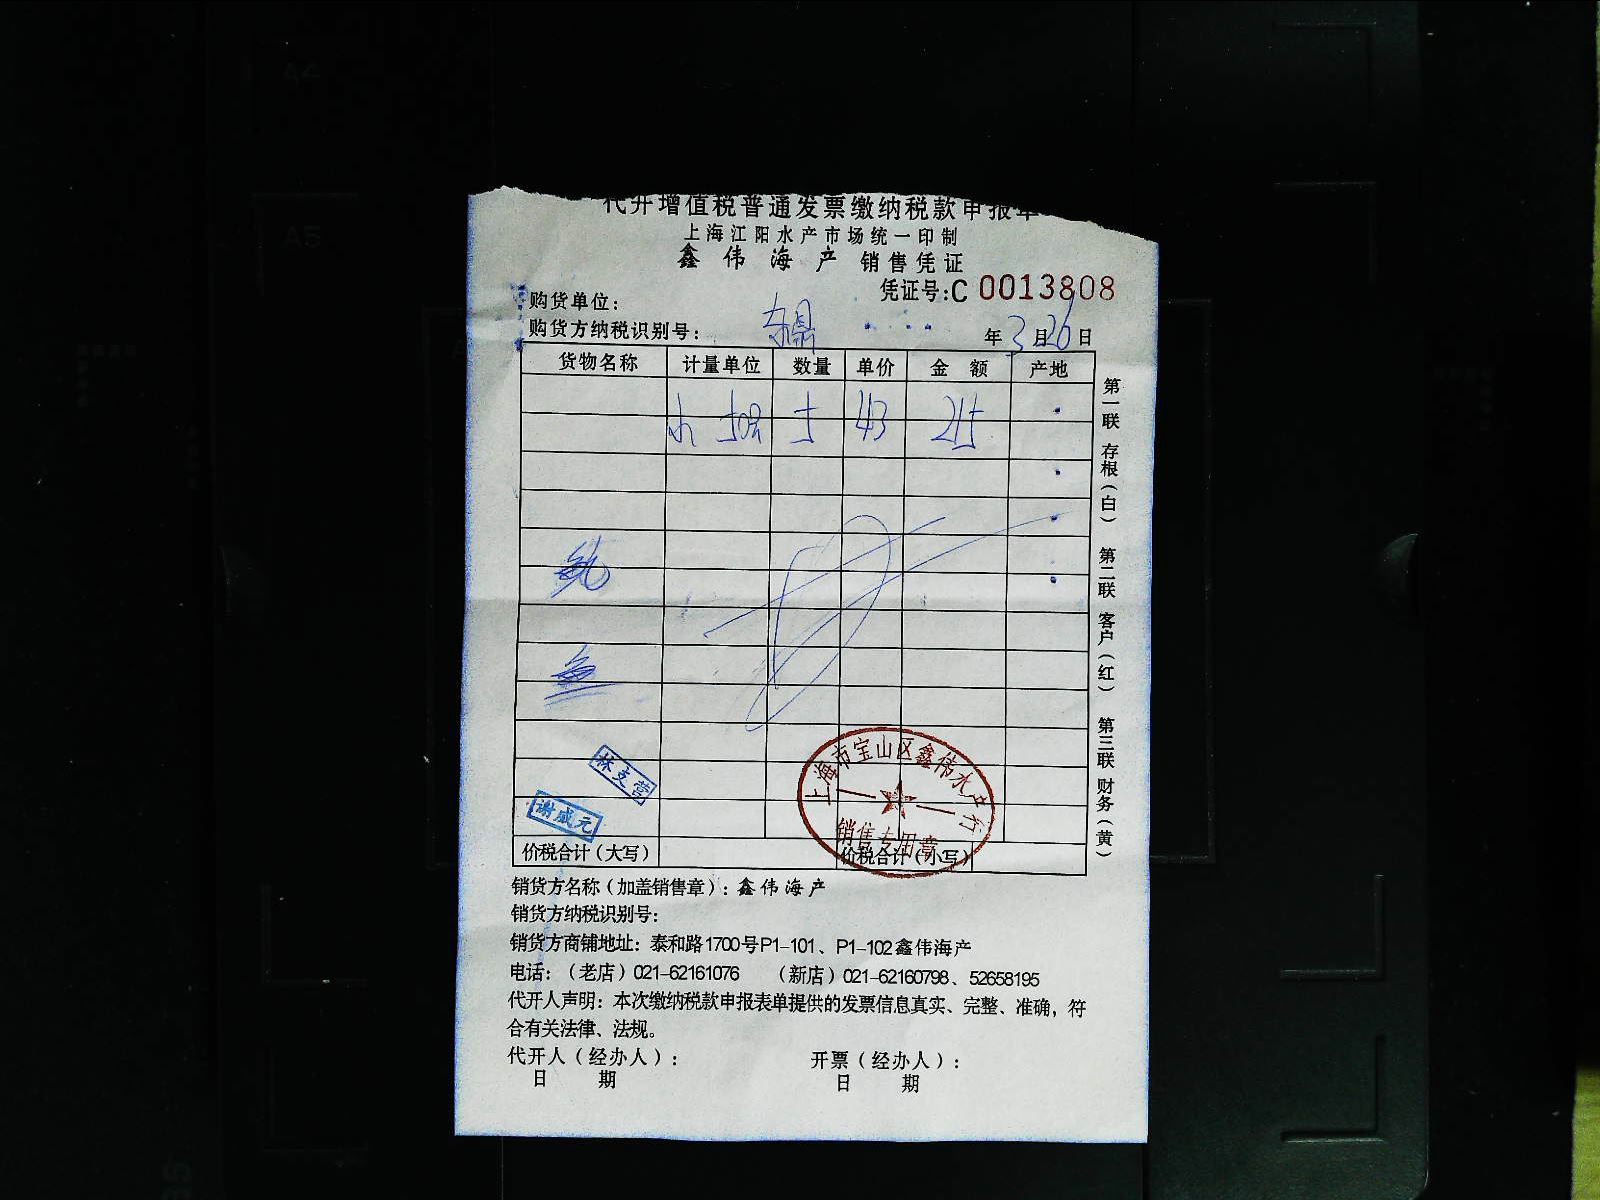 代开增值税普通发票缴纳税款申报单
上海江阳水产市场统一印制
鑫伟海产 销售凭证
凭证号:C 0013808
购货单位:
购货方纳税识别号:
东鼎
年 3 月 26 日
货物名称 计量单位 数量 单价 金额 产地
5 43 215
林支营
谢咸元
上海市宝山区鑫伟水产行
销售专用章
价税合计(大写) 价税合计(小写)
第一联 存根(白) 第二联 客户(红) 第三联 财务(黄)
销货方名称(加盖销售章): 鑫伟海产
销货方纳税识别号:
销货方商铺地址: 泰和路1700号P1-101、P1-102鑫伟海产
电话:(老店)021-62161076 (新店)021-62160798、52658195
代开人声明: 本次缴纳税款申报表单提供的发票信息真实、完整、准确,符
合有关法律、法规。
代开人(经办人): 开票(经办人):
日 期 日 期